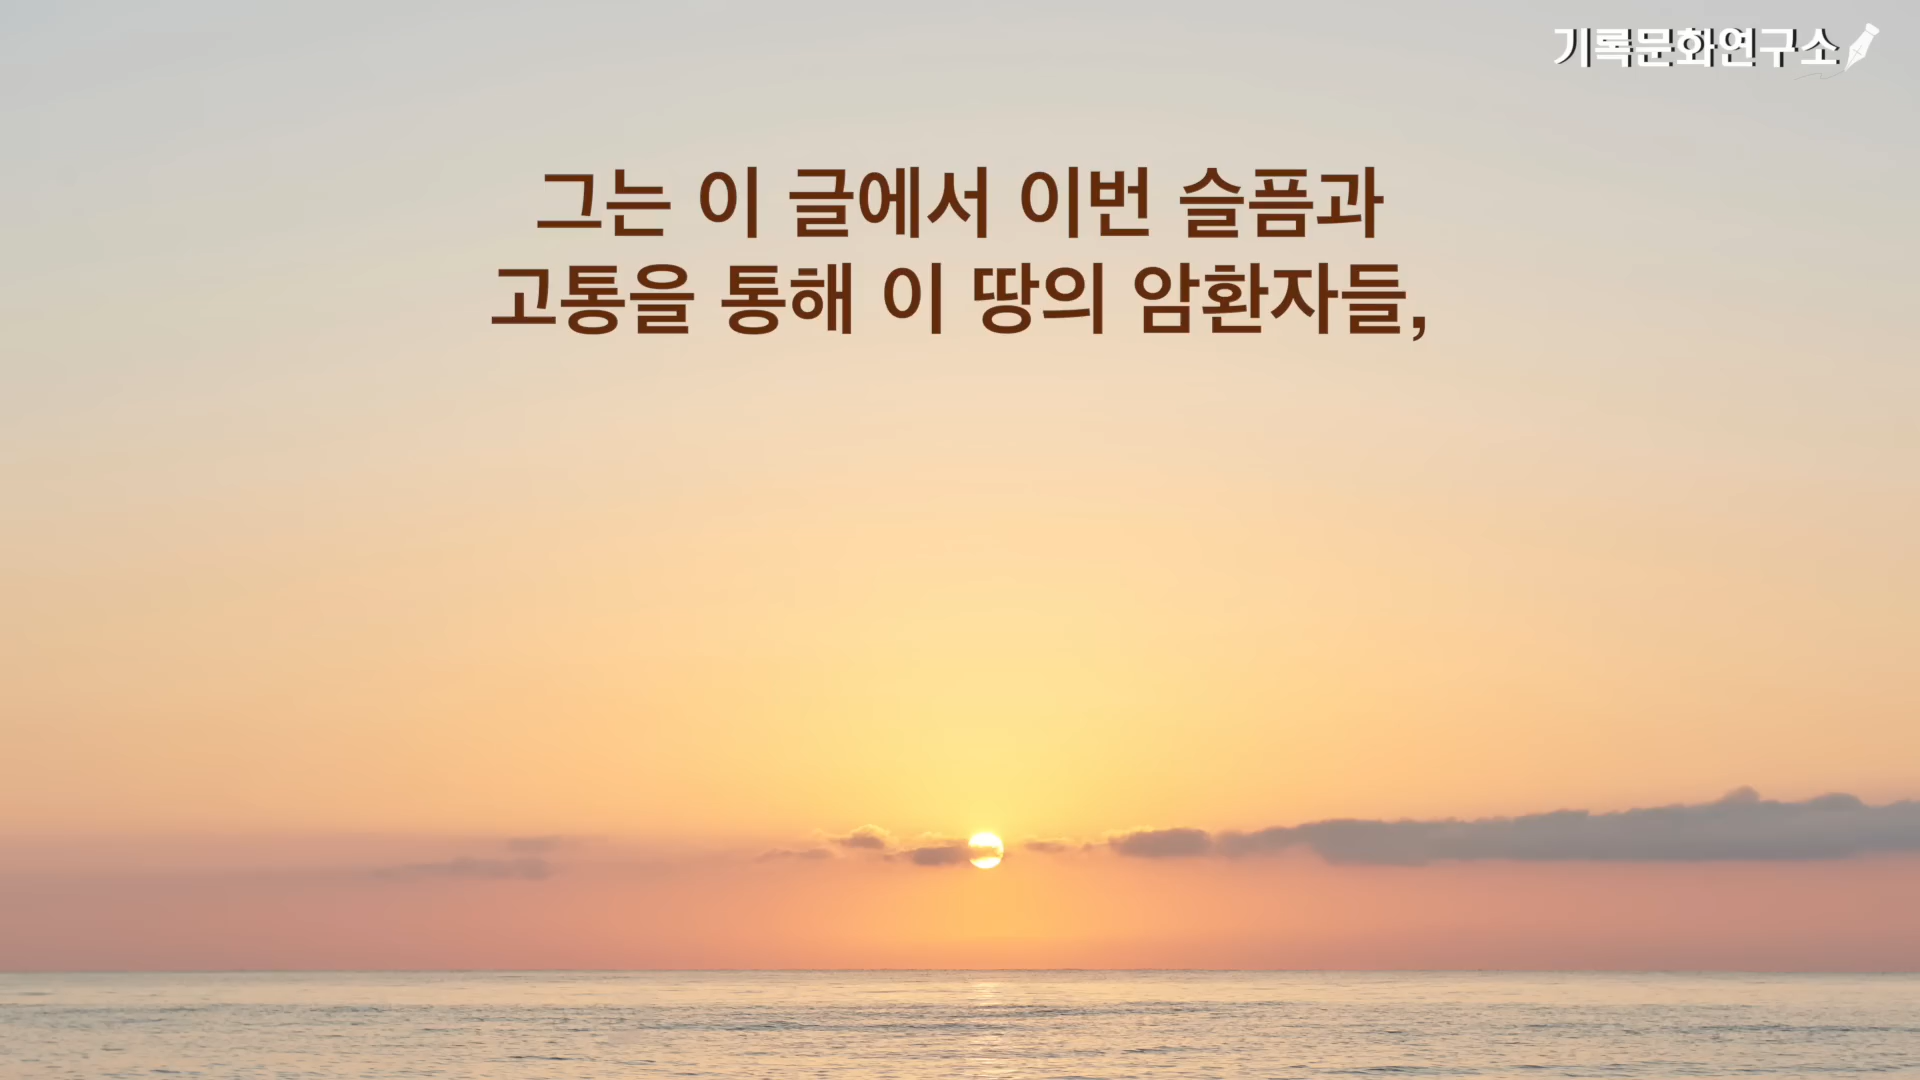 기록문화연구소
그는 이 글에서 이번 슬픔과
고통을 통해 이 땅의 암환자들,